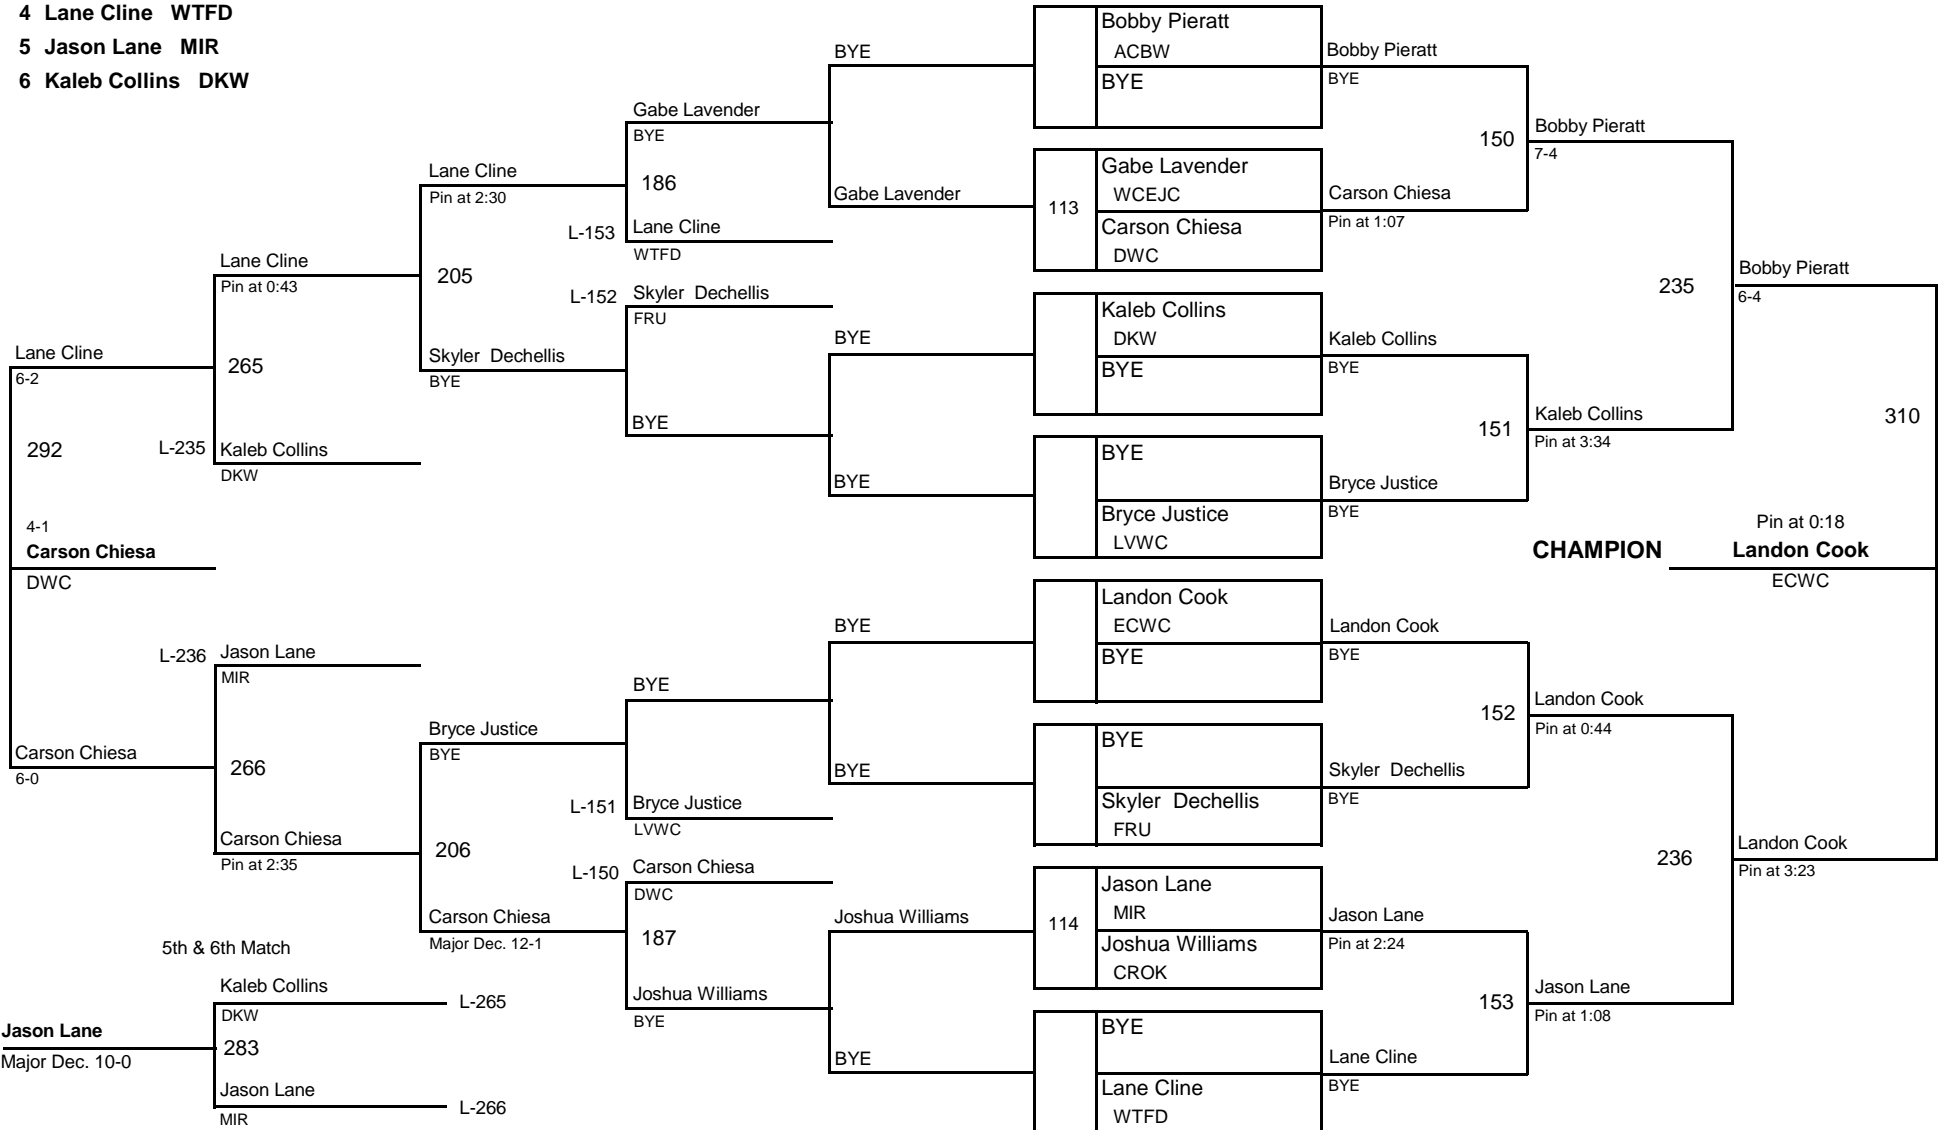 4 Lane Cline WTFD
5 Jason Lane MIR
6 Kaleb Collins DKW
Bobby Pieratt
ACBW
BYE
Gabe Lavender
WCEJC
113
Carson Chiesa
DWC
Kaleb Collins
DKW
BYE
BYE
Bryce Justice
LVWC
Landon Cook
ECWC
BYE
BYE
Skyler Dechellis
FRU
Jason Lane
MIR
114
Joshua Williams
CROK
BYE
Lane Cline
WTFD
Bobby Pieratt
BYE
150
Carson Chiesa
Pin at 1:07
Kaleb Collins
BYE
151
Bryce Justice
BYE
Landon Cook
BYE
152
Skyler Dechellis
BYE
Jason Lane
Pin at 2:24
153
Lane Cline
BYE
Bobby Pieratt
7-4
235
Kaleb Collins
Pin at 3:34
Landon Cook
Pin at 0:44
236
Jason Lane
Pin at 1:08
Bobby Pieratt
6-4
310
Landon Cook
Pin at 3:23
Pin at 0:18
CHAMPION Landon Cook
ECWC
BYE
Gabe Lavender
BYE
BYE
BYE
BYE
Joshua Williams
BYE
Gabe Lavender
BYE
186
L-153 Lane Cline
WTFD
L-152 Skyler Dechellis
FRU
BYE
BYE
L-151 Bryce Justice
LVWC
L-150 Carson Chiesa
DWC
187
Joshua Williams
BYE
Lane Cline
Pin at 2:30
205
Skyler Dechellis
BYE
Bryce Justice
BYE
206
Carson Chiesa
Major Dec. 12-1
Lane Cline
Pin at 0:43
265
L-235 Kaleb Collins
DKW
L-236 Jason Lane
MIR
266
Carson Chiesa
Pin at 2:35
Lane Cline
6-2
292
4-1
Carson Chiesa
DWC
Carson Chiesa
6-0
5th & 6th Match
Kaleb Collins L-265
DKW
Jason Lane
283
Major Dec. 10-0
Jason Lane L-266
MIR